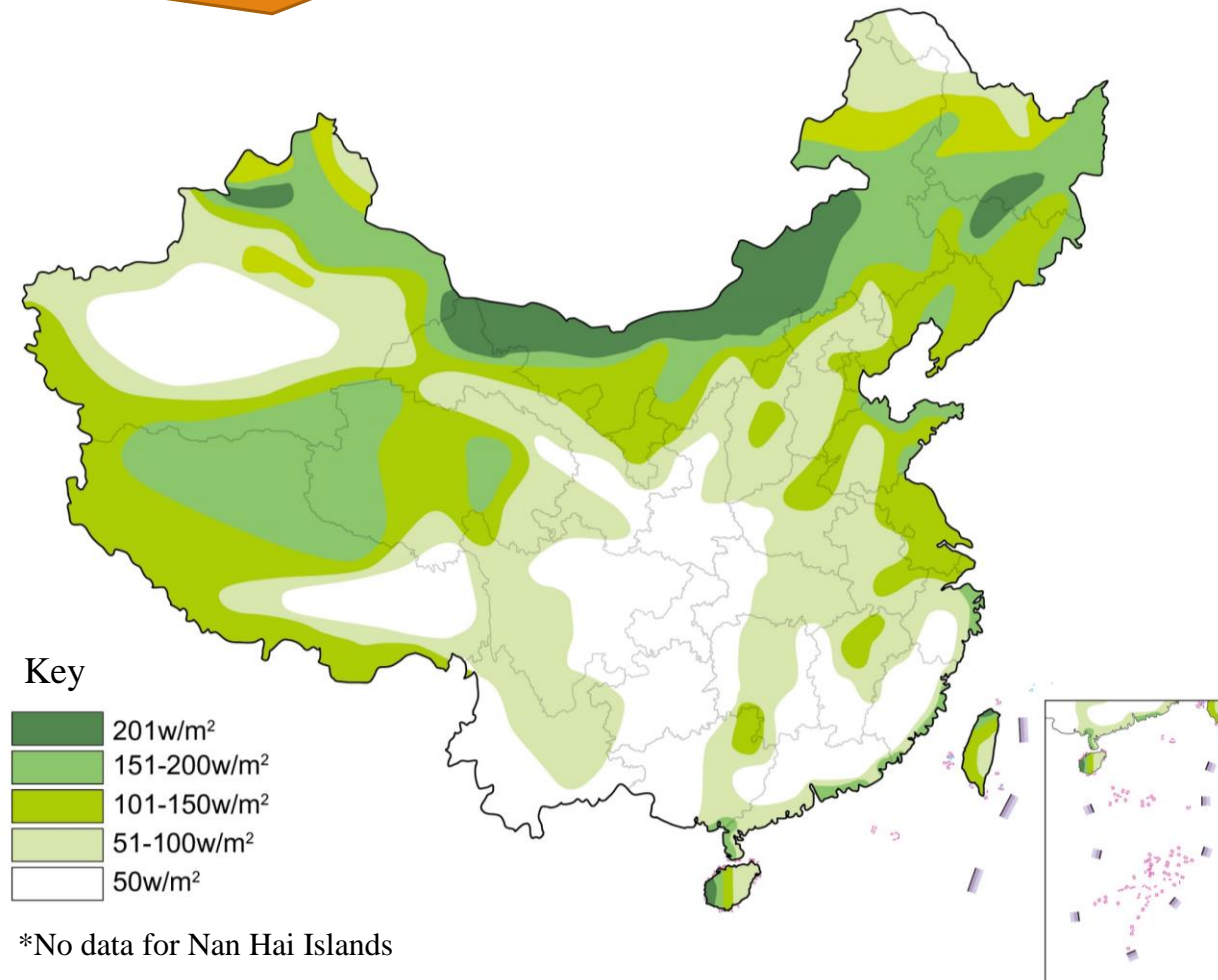 Key
201w/m²
151-200w/m²
101-150w/m²
51-100w/m²
50w/m²
*No data for Nan Hai Islands